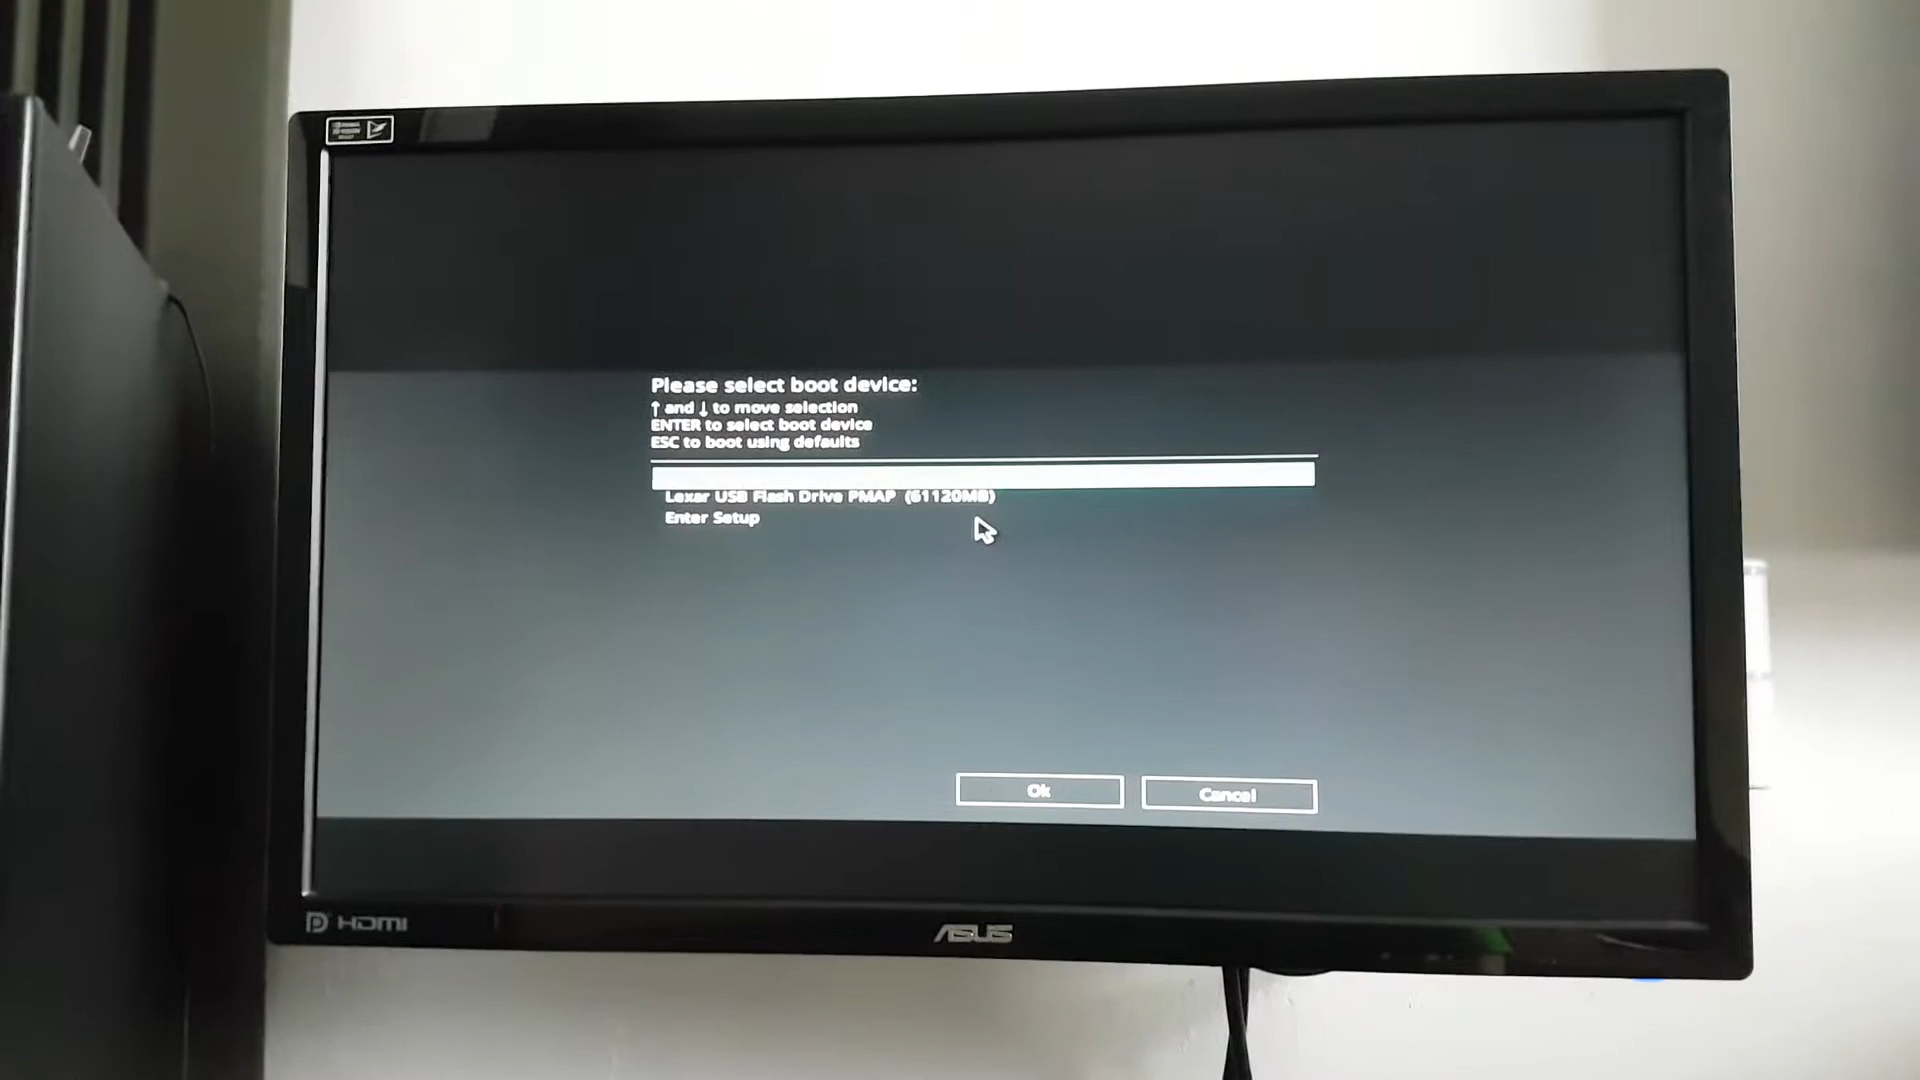 Please select boot device:
↑ and ↓ to move selection
ENTER to select boot device
ESC to boot using defaults
Lexar USB Flash Drive PMAP (61120MB)
Enter Setup
Ok
Cancel
HDMI
ASUS